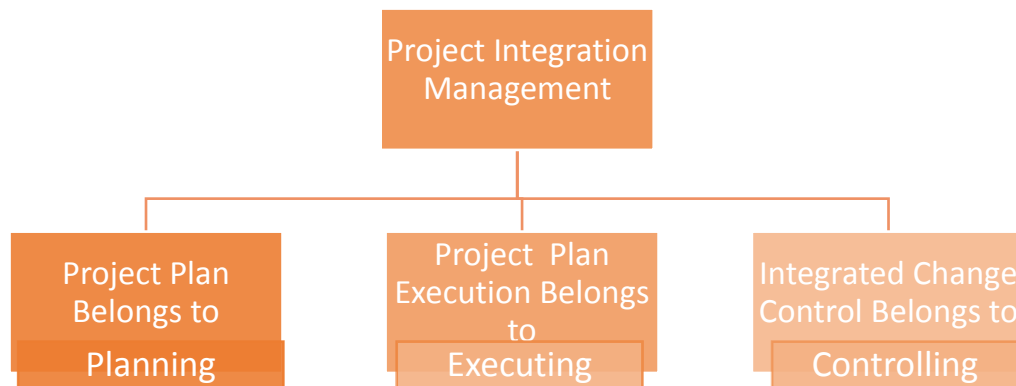 Project Integration
Management
Project Plan
Belongs to
Planning
Project Plan
Execution Belongs
to
Executing
Integrated Change
Control Belongs to
Controlling